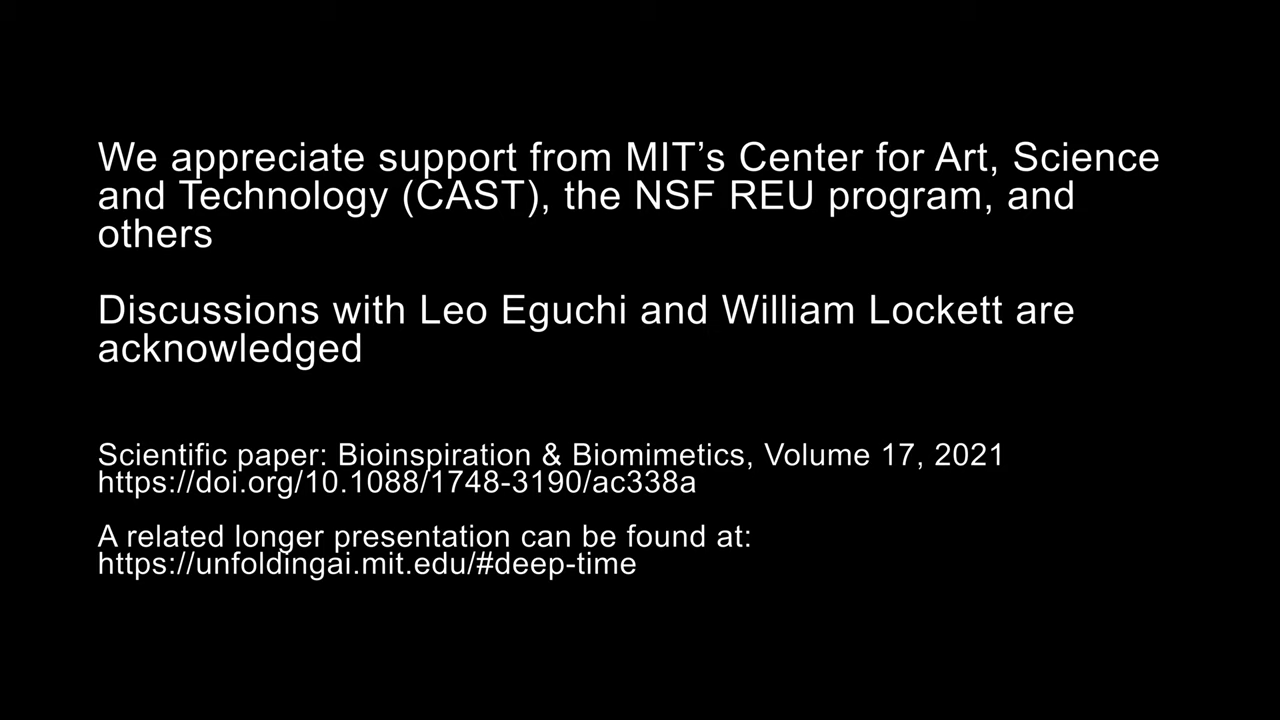 We appreciate support from MIT’s Center for Art, Science
and Technology (CAST), the NSF REU program, and
others
Discussions with Leo Eguchi and William Lockett are
acknowledged
Scientific paper: Bioinspiration & Biomimetics, Volume 17, 2021
https://doi.org/10.1088/1748-3190/ac338a
A related longer presentation can be found at:
https://unfoldingai.mit.edu/#deep-time